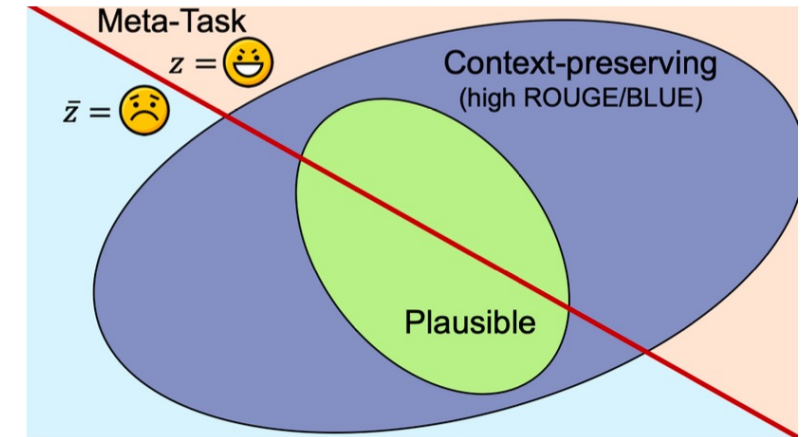 Meta-Task
z =
z̄ =
Context-preserving
(high ROUGE/BLUE)
Plausible